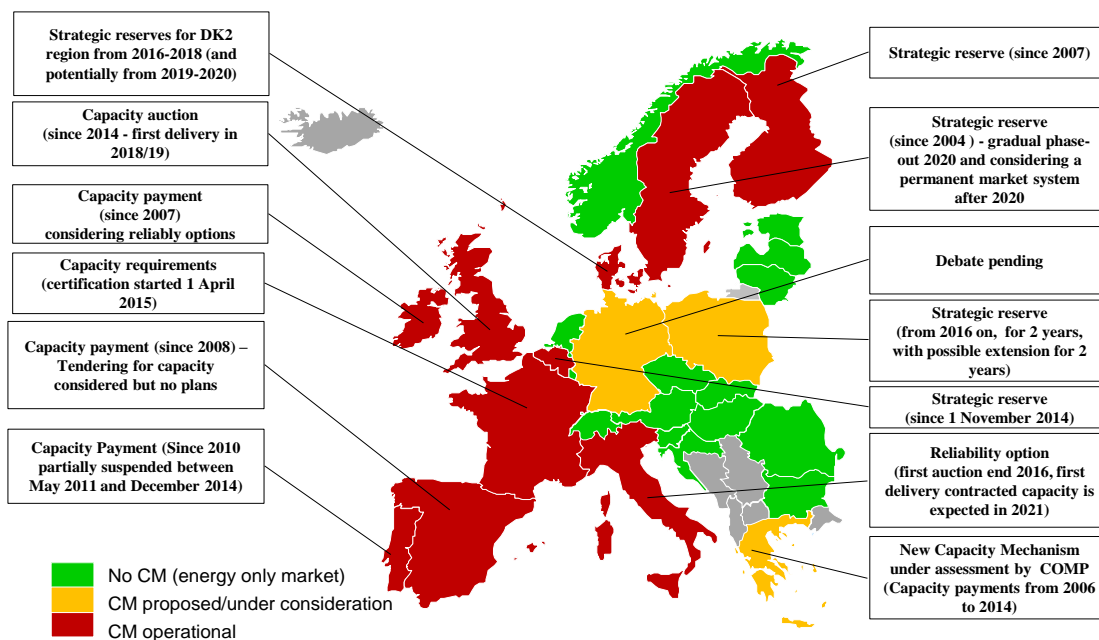 Strategic reserves for DK2
region from 2016-2018 (and
potentially from 2019-2020)
Capacity auction
(since 2014 - first delivery in
2018/19)
Capacity payment
(since 2007)
considering reliably options
Capacity requirements
(certification started 1 April
2015)
Capacity payment (since 2008) –
Tendering for capacity
considered but no plans
Capacity Payment (Since 2010
partially suspended between
May 2011 and December 2014)
Strategic reserve (since 2007)
Strategic reserve
(since 2004 ) - gradual phase-
out 2020 and considering a
permanent market system
after 2020
Debate pending
Strategic reserve
(from 2016 on, for 2 years,
with possible extension for 2
years)
Strategic reserve
(since 1 November 2014)
Reliability option
(first auction end 2016, first
delivery contracted capacity is
expected in 2021)
New Capacity Mechanism
under assessment by COMP
(Capacity payments from 2006
to 2014)
No CM (energy only market)
CM proposed/under consideration
CM operational